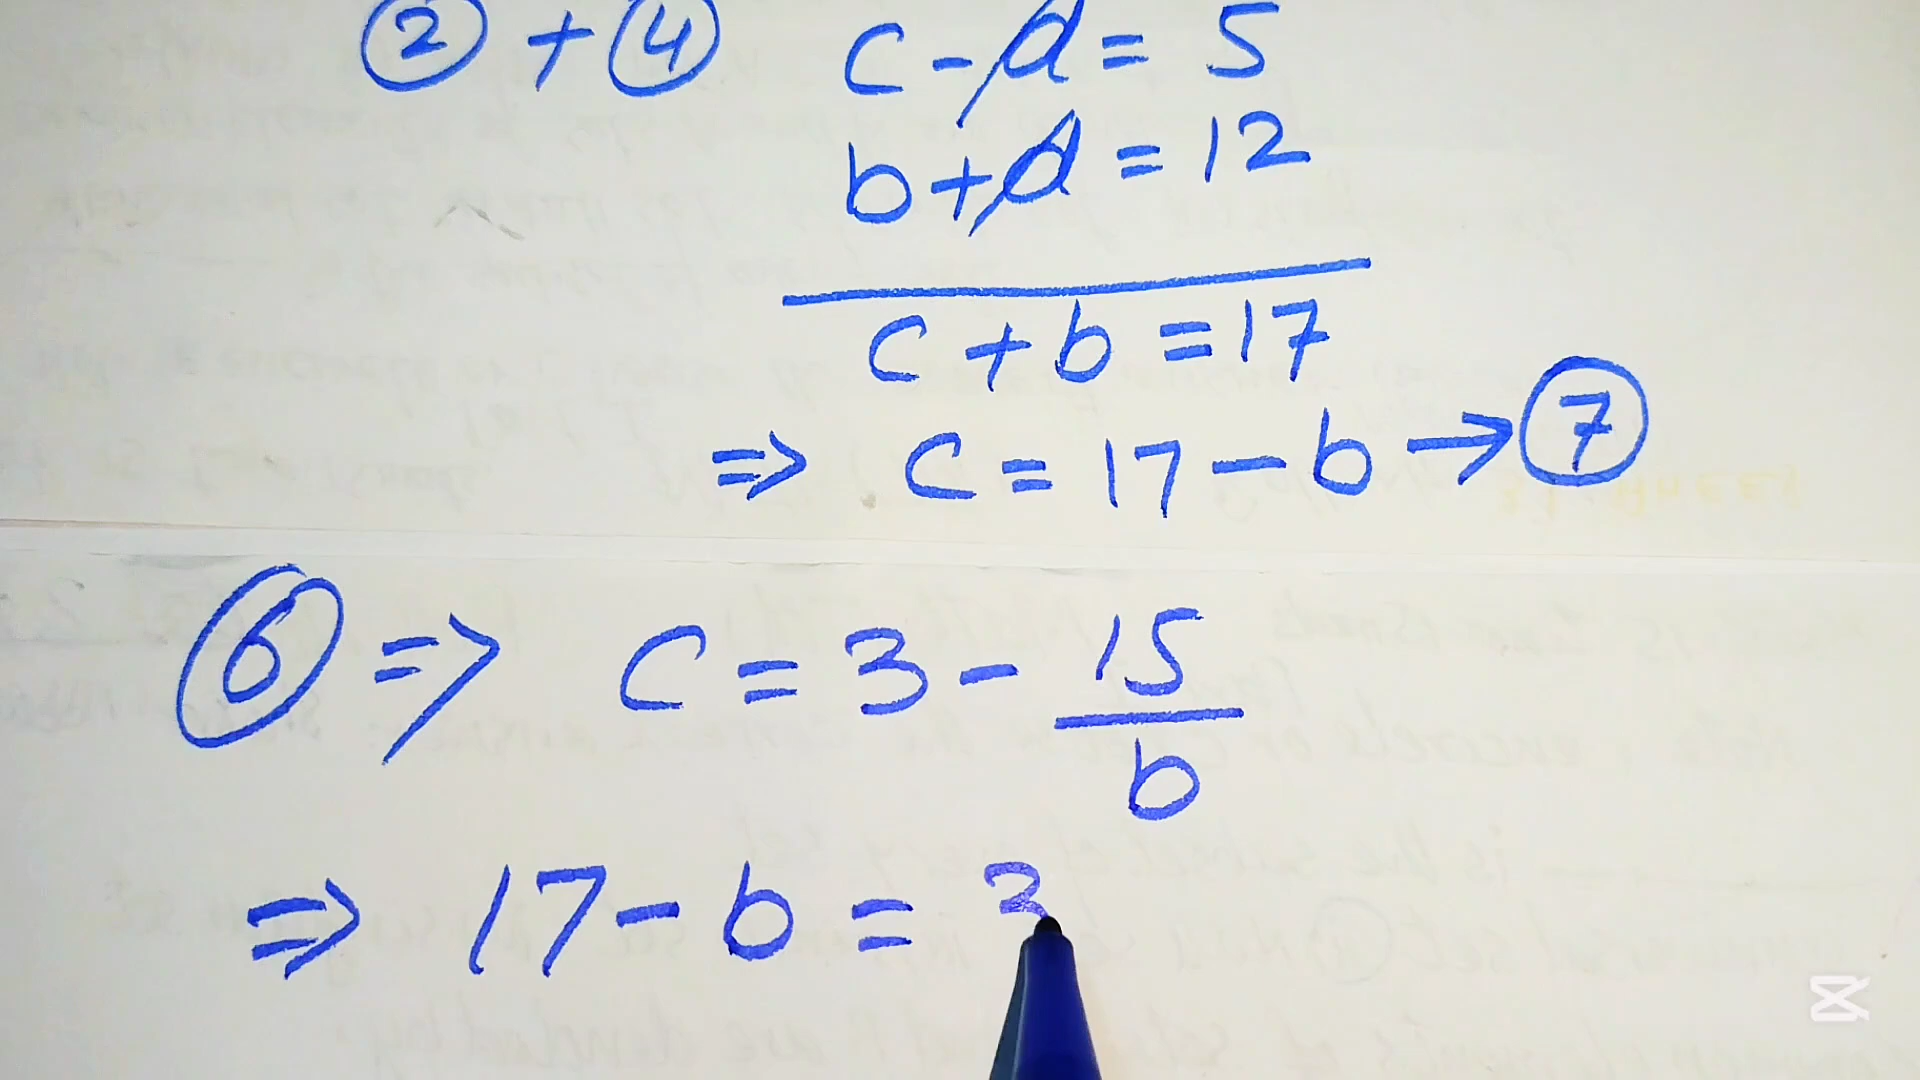 ② + ④ c - d = 5
b + d = 12
c + b = 17
⇒ c = 17 - b → ⑦
⑥ ⇒ c = 3 - 15/b
⇒ 17 - b = 3